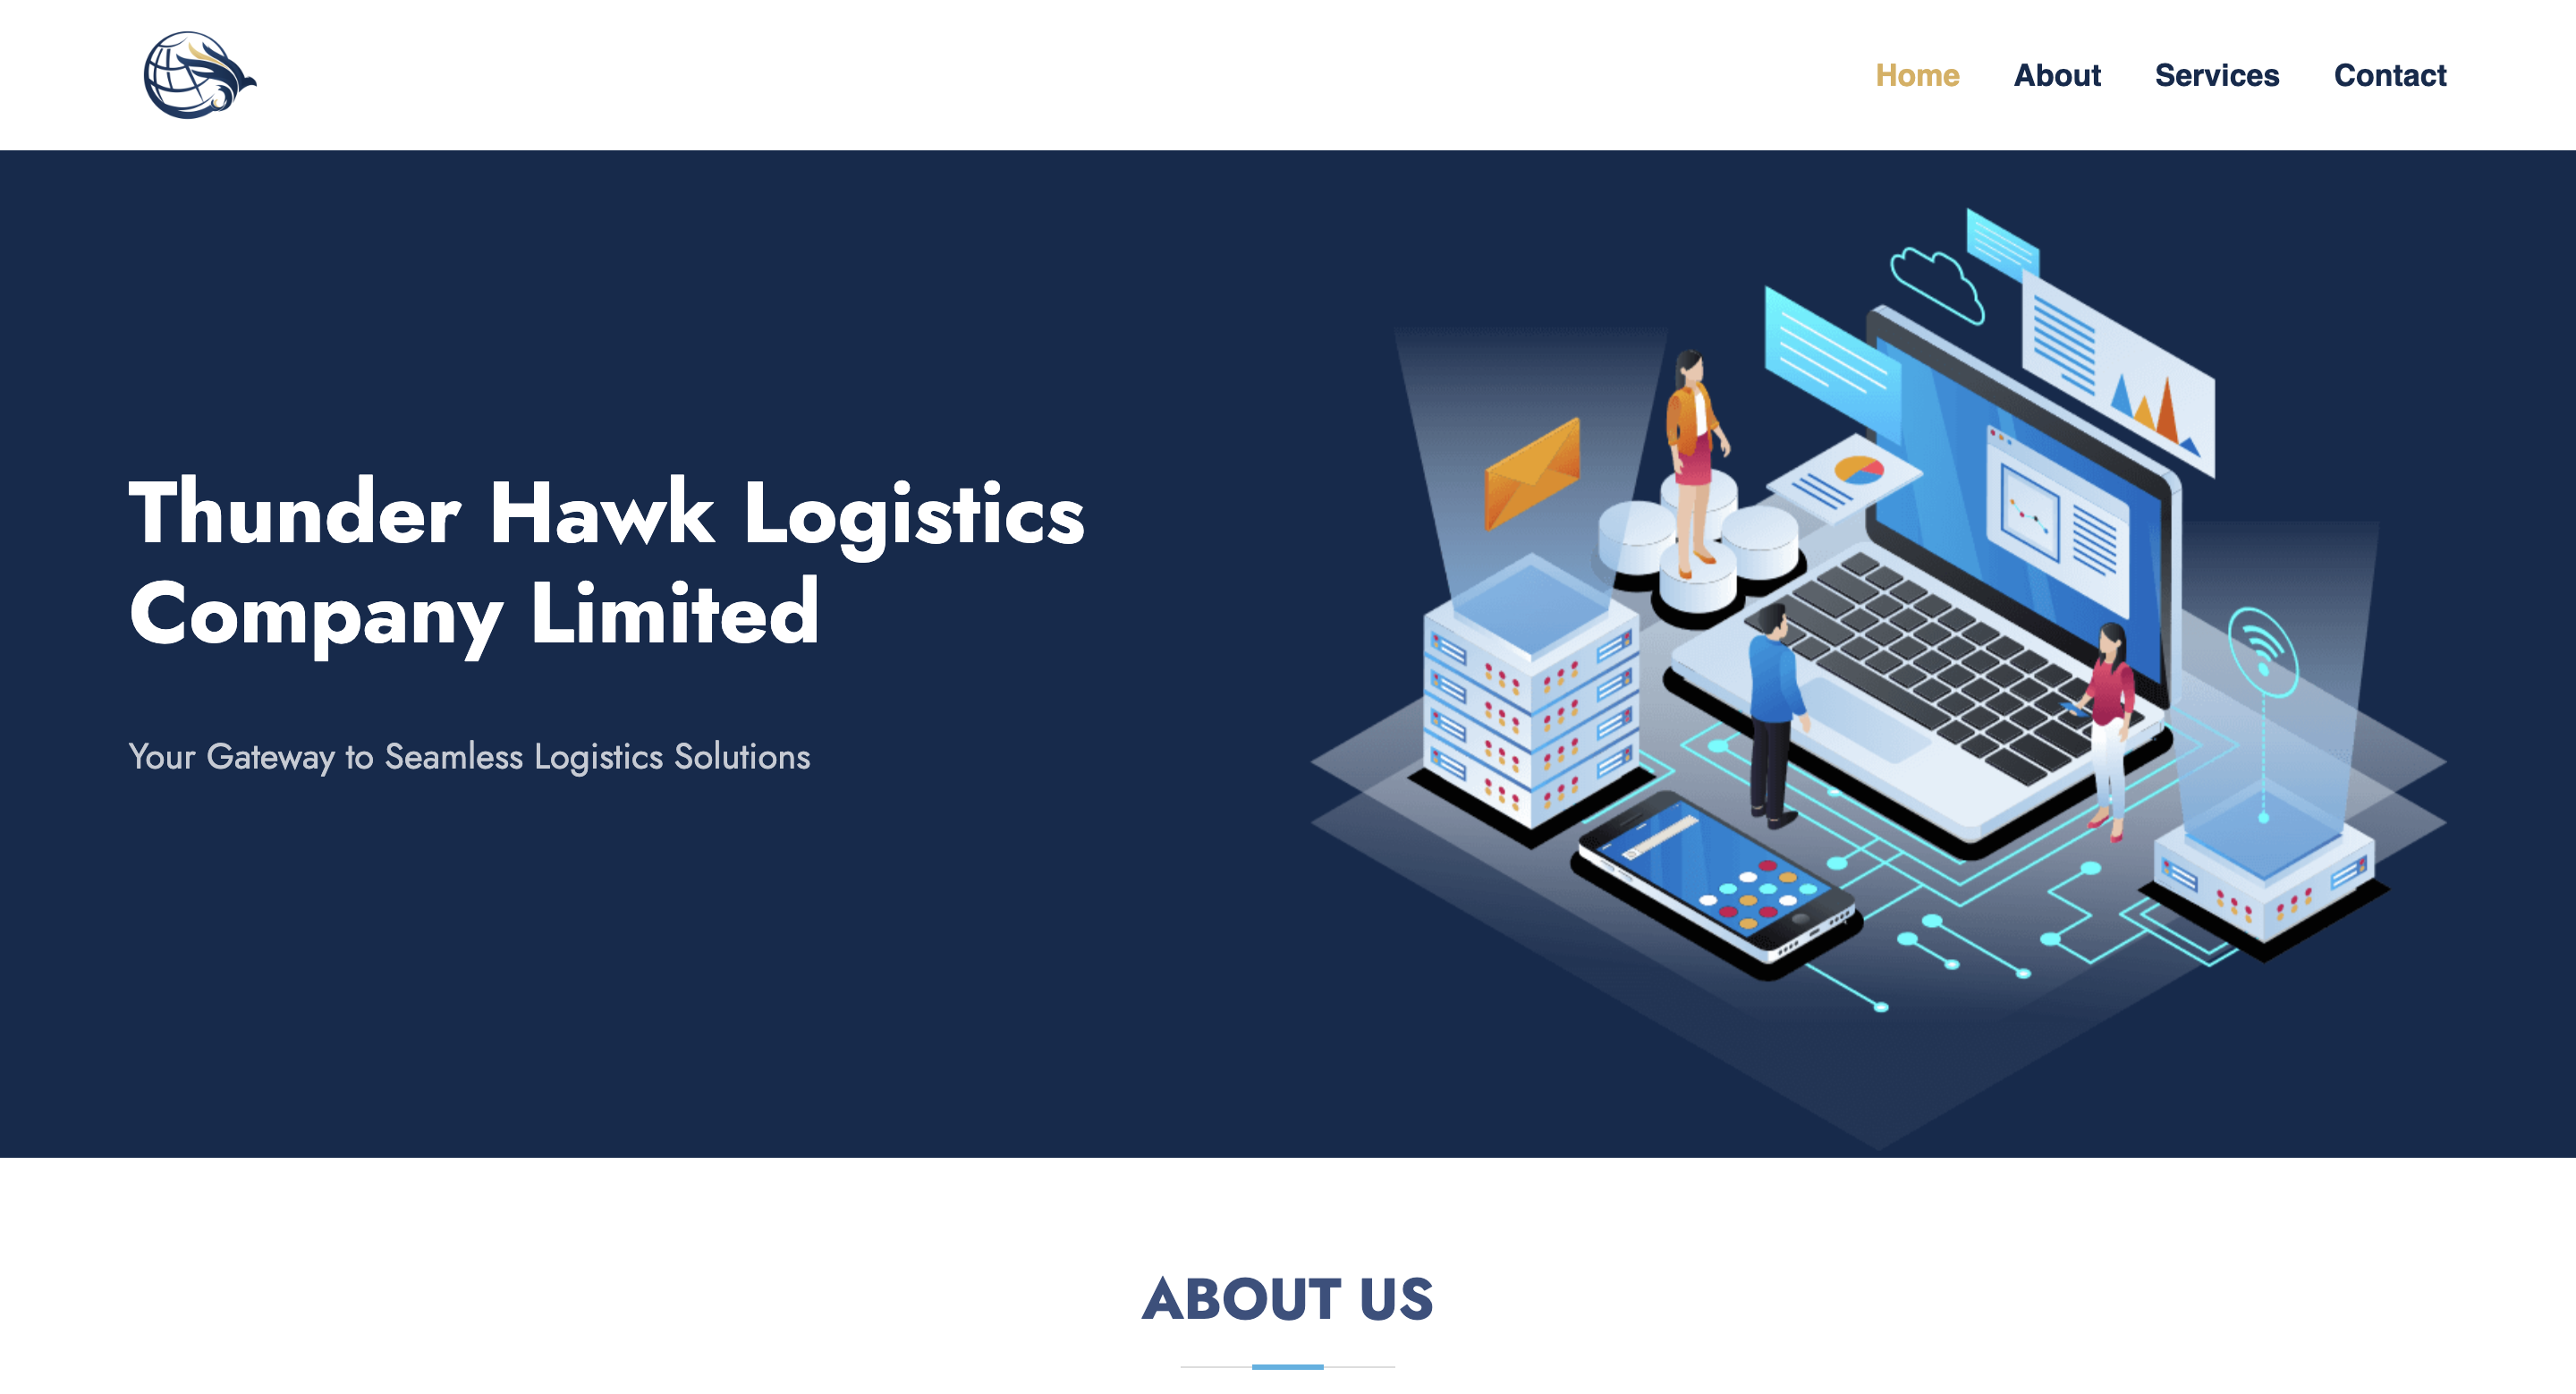 Home About Services Contact
Thunder Hawk Logistics
Company Limited
Your Gateway to Seamless Logistics Solutions
ABOUT US